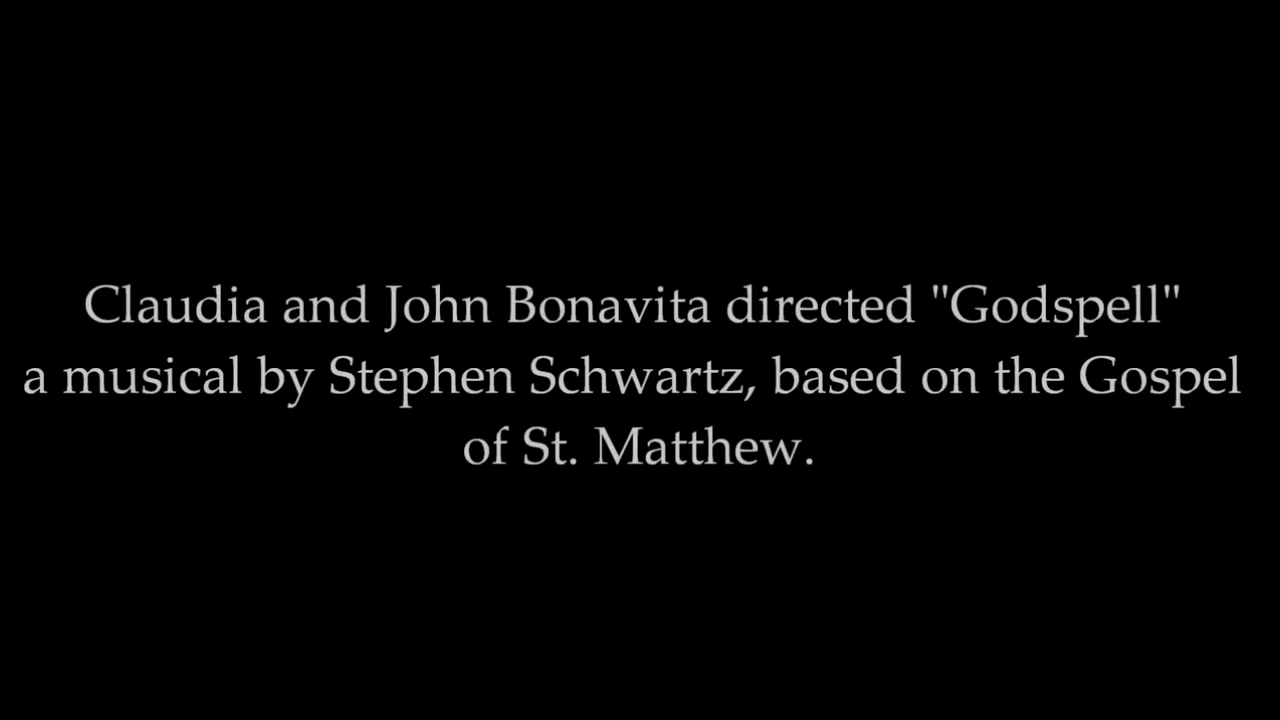 Claudia and John Bonavita directed "Godspell"
a musical by Stephen Schwartz, based on the Gospel
of St. Matthew.